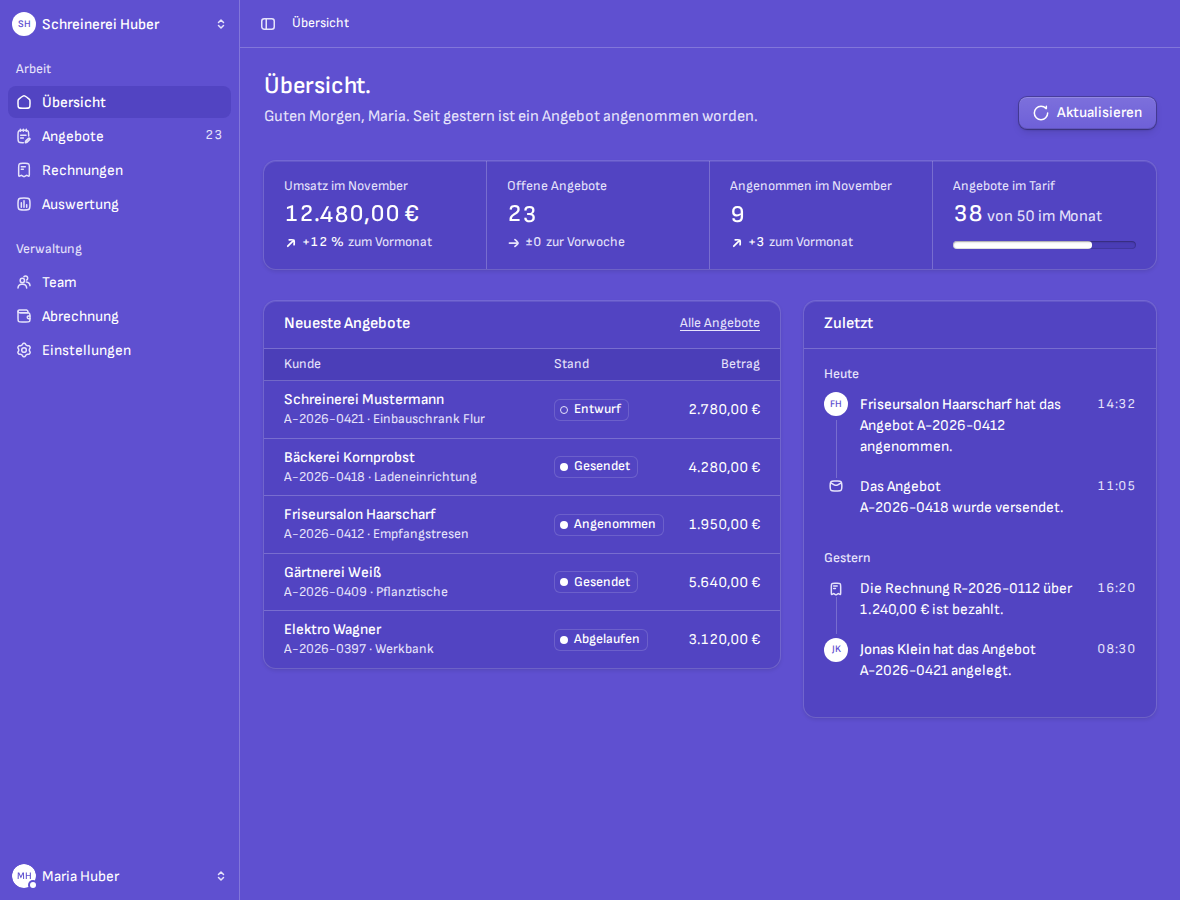 SH Schreinerei Huber
Arbeit
Übersicht
Angebote 23
Rechnungen
Auswertung
Verwaltung
Team
Abrechnung
Einstellungen
MH Maria Huber
Übersicht
Übersicht.
Guten Morgen, Maria. Seit gestern ist ein Angebot angenommen worden.
Aktualisieren
Umsatz im November
12.480,00 €
+12 % zum Vormonat
Offene Angebote
23
±0 zur Vorwoche
Angenommen im November
9
+3 zum Vormonat
Angebote im Tarif
38 von 50 im Monat
Neueste Angebote Alle Angebote
Kunde Stand Betrag
Schreinerei Mustermann
A-2026-0421 · Einbauschrank Flur
Entwurf 2.780,00 €
Bäckerei Kornprobst
A-2026-0418 · Ladeneinrichtung
Gesendet 4.280,00 €
Friseursalon Haarscharf
A-2026-0412 · Empfangstresen
Angenommen 1.950,00 €
Gärtnerei Weiß
A-2026-0409 · Pflanztische
Gesendet 5.640,00 €
Elektro Wagner
A-2026-0397 · Werkbank
Abgelaufen 3.120,00 €
Zuletzt
Heute
FH Friseursalon Haarscharf hat das 14:32
Angebot A-2026-0412
angenommen.
Das Angebot 11:05
A-2026-0418 wurde versendet.
Gestern
Die Rechnung R-2026-0112 über 16:20
1.240,00 € ist bezahlt.
JK Jonas Klein hat das Angebot 08:30
A-2026-0421 angelegt.